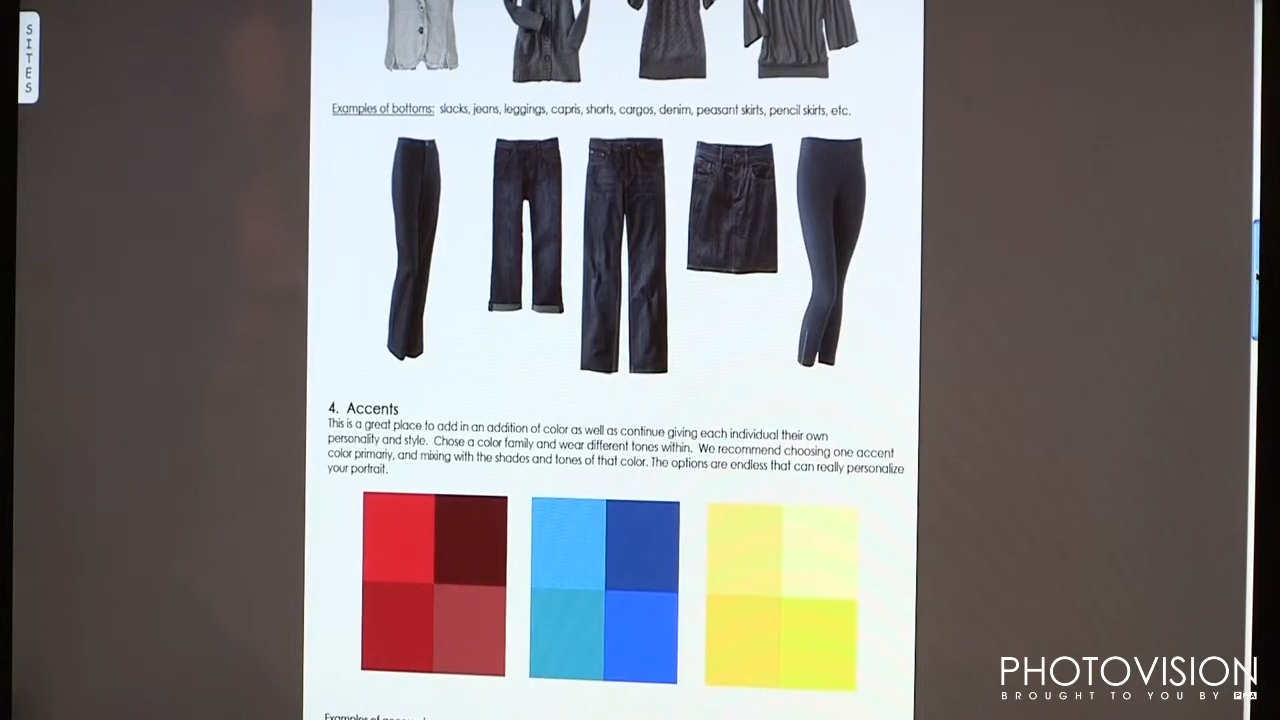 SITES
Examples of bottoms: slacks, jeans, leggings, capris, shorts, cargos, denim, peasant skirts, pencil skirts, etc.
4. Accents
This is a great place to add in an addition of color as well as continue giving each individual their own
personality and style. Chose a color family and wear different tones within. We recommend choosing one accent
color primariy, and mixing with the shades and tones of that color. The options are endless that can really personalize
your portrait.
Examples of
PHOTOVISION
BROUGHT TO YOU BY PPA